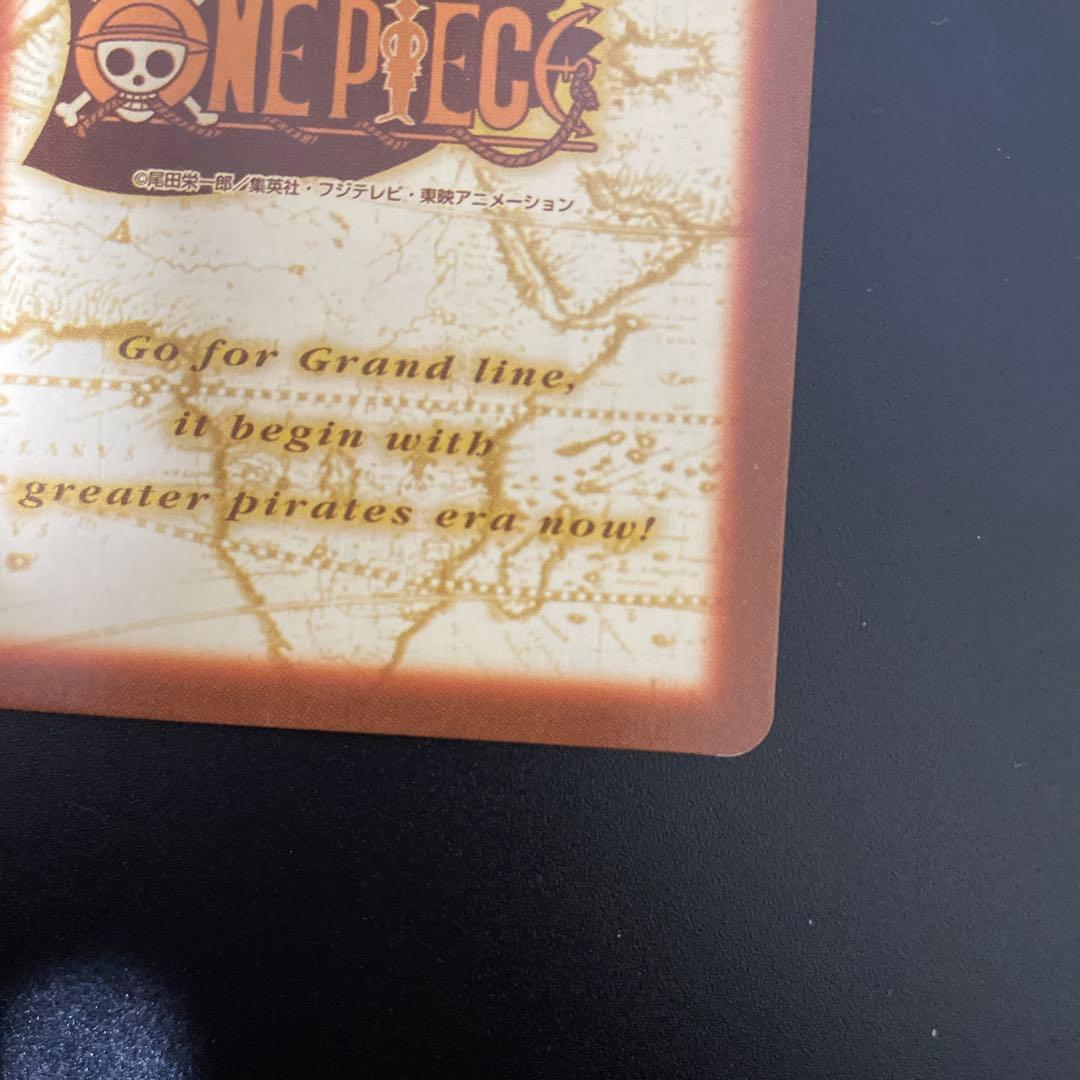 ONE PIECE
©尾田栄一郎／集英社・フジテレビ・東映アニメーション
Go for Grand line,
it begin with
greater pirates era now!